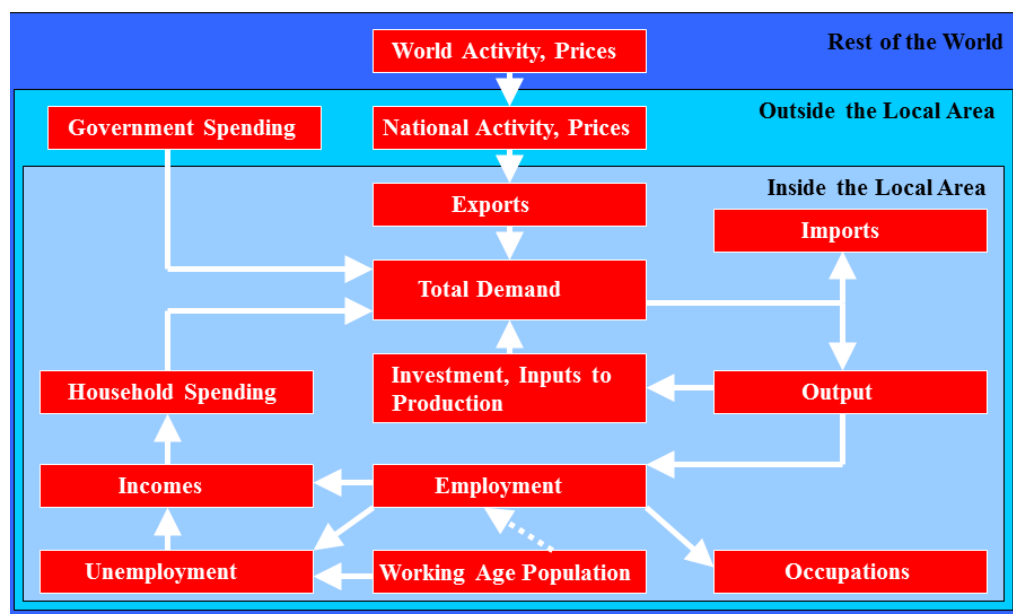 World Activity, Prices
Rest of the World
Government Spending
National Activity, Prices
Outside the Local Area
Inside the Local Area
Exports
Imports
Total Demand
Household Spending
Investment, Inputs to
Production
Output
Incomes
Employment
Unemployment
Working Age Population
Occupations